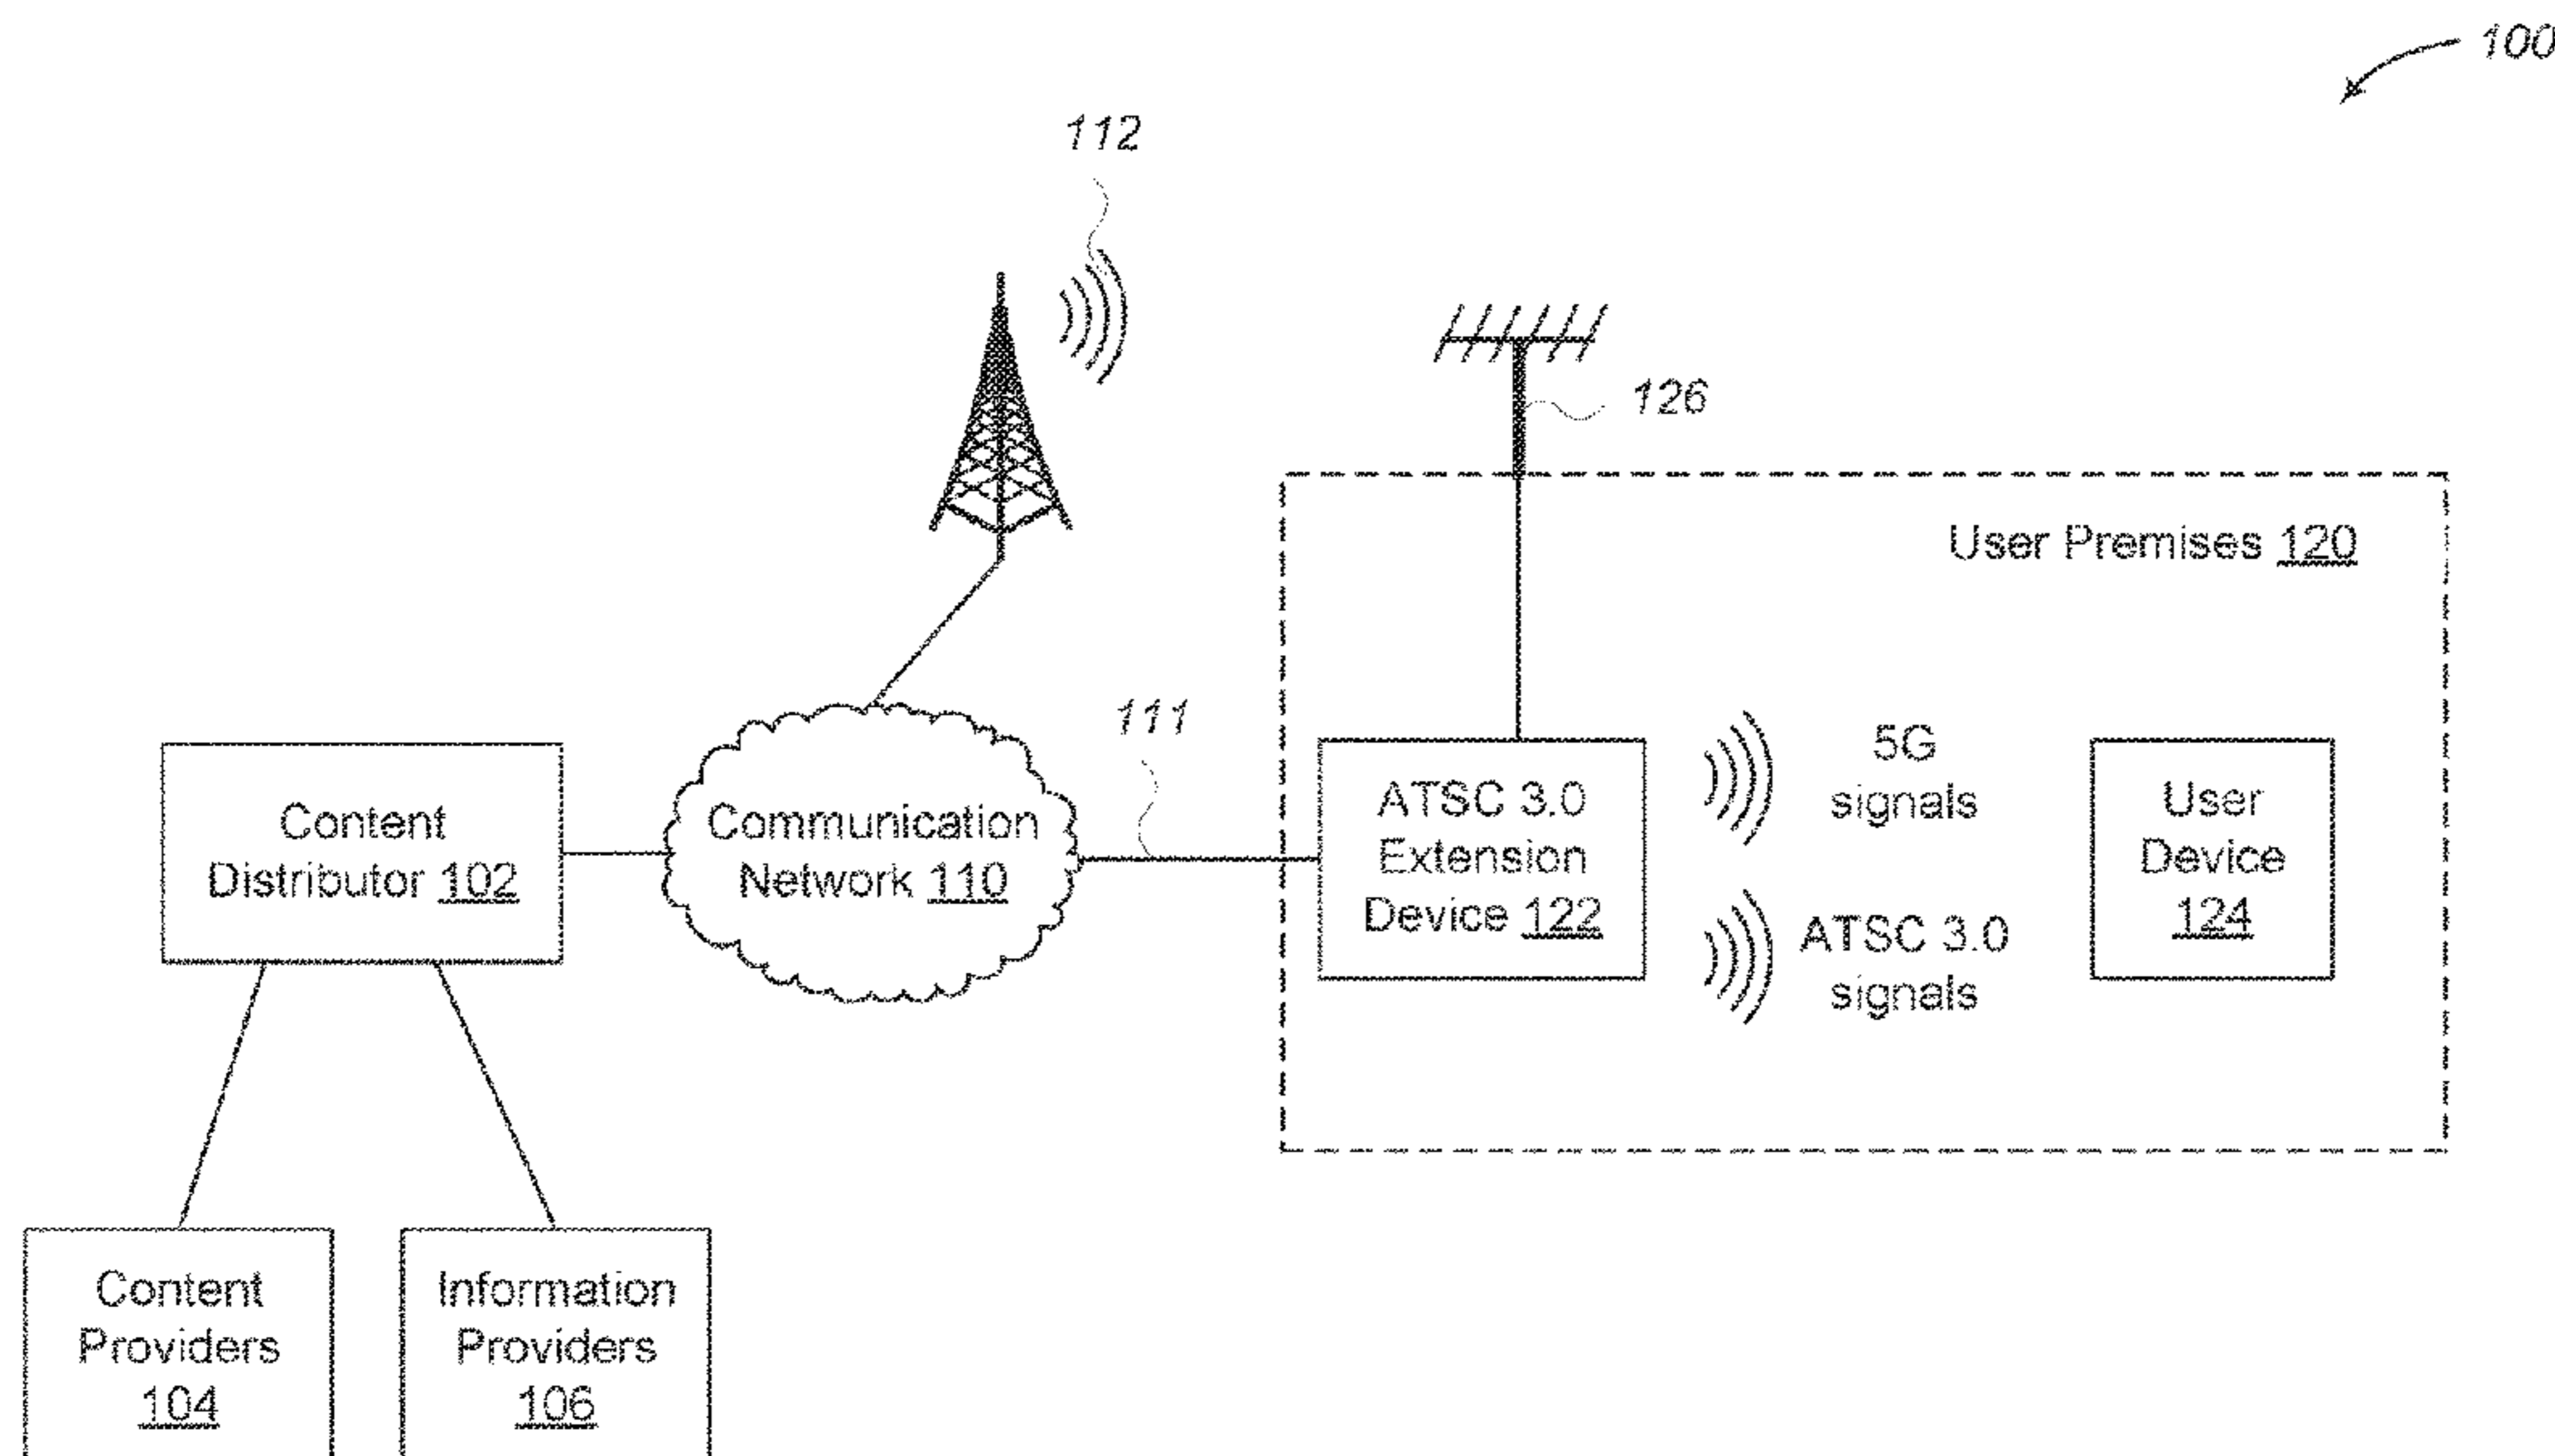 100
112
126
User Premises 120
111
Content
Distributor 102
Communication
Network 110
ATSC 3.0
Extension
Device 122
5G
signals
ATSC 3.0
signals
User
Device
124
Content
Providers
104
Information
Providers
106